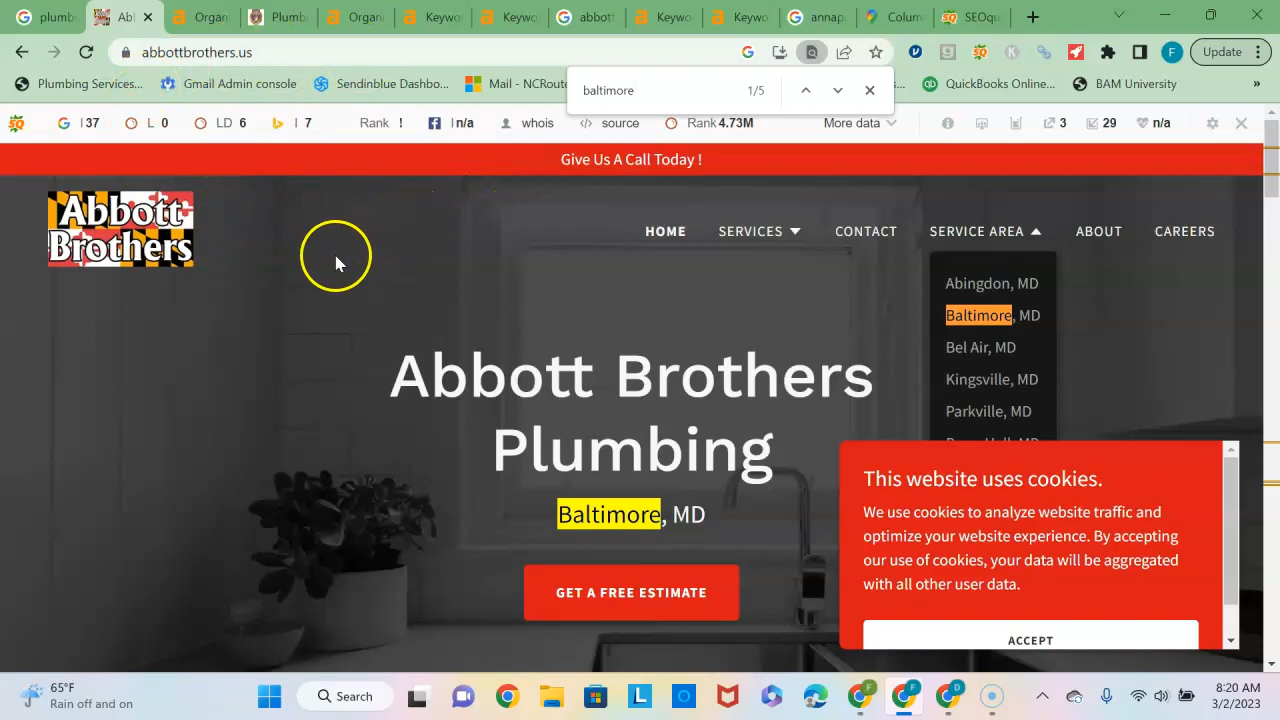 plumb
Abl
Organ
Plumb
Organ
Keywo
Keywo
abbott
Keywo
Keywo
annap
Colum
SEOqu
abbottbrothers.us
Update
Plumbing Services...
Gmail Admin console
Sendinblue Dashbo...
Mail - NCRoute
QuickBooks Online
BAM University
baltimore 1/5
I 37
L 0
LD 6
I 7
Rank !
I n/a
whois
source
Rank 4.73M
More data
3
29
n/a
Give Us A Call Today !
Abbott
Brothers
HOME
SERVICES
CONTACT
SERVICE AREA
ABOUT
CAREERS
Abingdon, MD
Baltimore, MD
Bel Air, MD
Kingsville, MD
Parkville, MD
Abbott Brothers
Plumbing
Baltimore, MD
GET A FREE ESTIMATE
This website uses cookies.
We use cookies to analyze website traffic and
optimize your website experience. By accepting
our use of cookies, your data will be aggregated
with all other user data.
ACCEPT
65°F
Rain off and on
Search
8:20 AM
3/2/2023